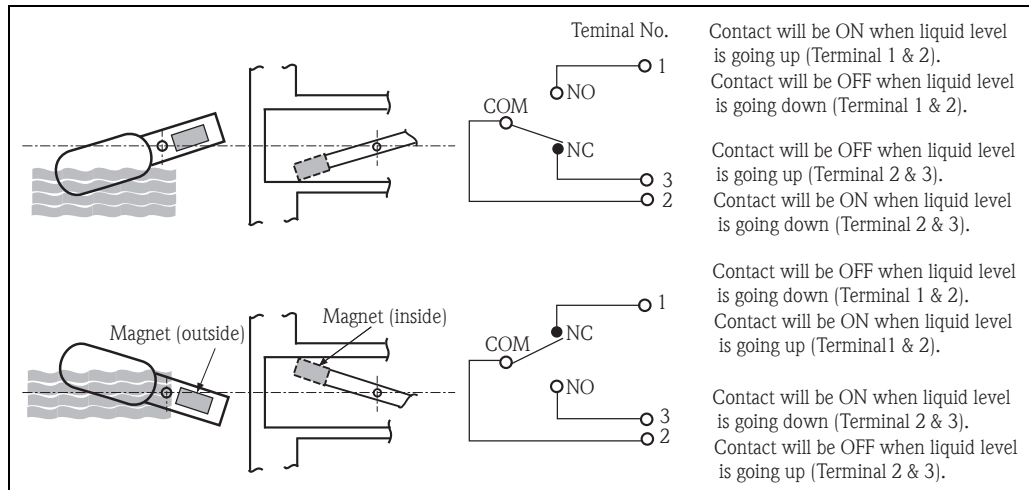 Teminal No.
1
NO
COM
NC
3
2
Contact will be ON when liquid level
is going up (Terminal 1 & 2).
Contact will be OFF when liquid level
is going down (Terminal 1 & 2).
Contact will be OFF when liquid level
is going up (Terminal 2 & 3).
Contact will be ON when liquid level
is going down (Terminal 2 & 3).
Magnet (outside)
Magnet (inside)
1
NC
COM
NO
3
2
Contact will be OFF when liquid level
is going down (Terminal 1 & 2).
Contact will be ON when liquid level
is going up (Terminal1 & 2).
Contact will be ON when liquid level
is going down (Terminal 2 & 3).
Contact will be OFF when liquid level
is going up (Terminal 2 & 3).